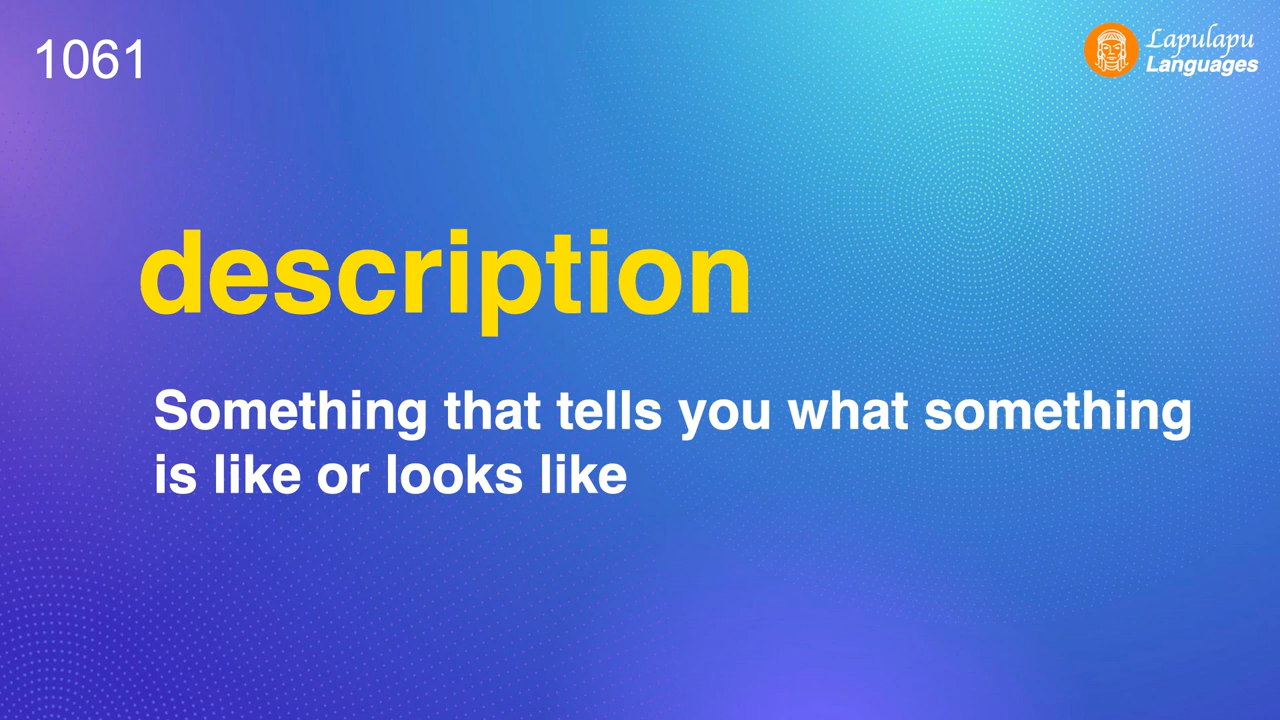 1061
Lapulapu
Languages
description
Something that tells you what something
is like or looks like